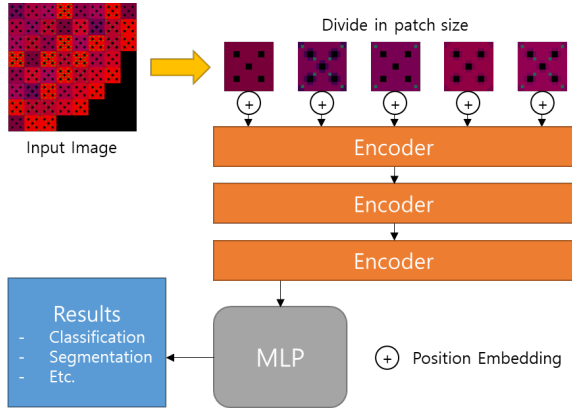 Divide in patch size
Input Image
+ + + + +
Encoder
Encoder
Encoder
Results
- Classification
- Segmentation
- Etc.
MLP
+ Position Embedding